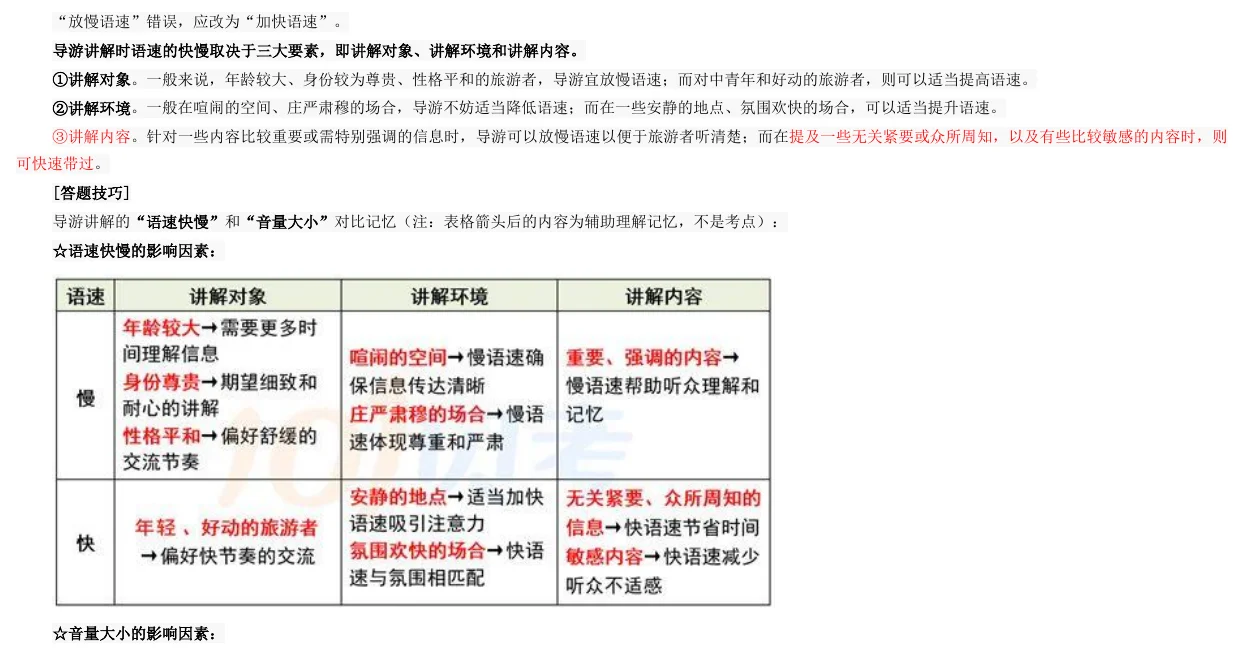 “放慢语速”错误，应改为“加快语速”。
导游讲解时语速的快慢取决于三大要素，即讲解对象、讲解环境和讲解内容。
①讲解对象。一般来说，年龄较大、身份较为尊贵、性格平和的旅游者，导游宜放慢语速；而对中青年和好动的旅游者，则可以适当提高语速。
②讲解环境。一般在喧闹的空间、庄严肃穆的场合，导游不妨适当降低语速；而在一些安静的地点、氛围欢快的场合，可以适当提升语速。
③讲解内容。针对一些内容比较重要或需特别强调的信息时，导游可以放慢语速以便于旅游者听清楚；而在提及一些无关紧要或众所周知，以及有些比较敏感的内容时，则
可快速带过。
[答题技巧]
导游讲解的“语速快慢”和“音量大小”对比记忆（注：表格箭头后的内容为辅助理解记忆，不是考点）：
☆语速快慢的影响因素：
语速 讲解对象 讲解环境 讲解内容
慢
年龄较大→需要更多时
间理解信息
身份尊贵→期望细致和
耐心的讲解
性格平和→偏好舒缓的
交流节奏
喧闹的空间→慢语速确
保信息传达清晰
庄严肃穆的场合→慢语
速体现尊重和严肃
重要、强调的内容→
慢语速帮助听众理解和
记忆
快
年轻、好动的旅游者
→偏好快节奏的交流
安静的地点→适当加快
语速吸引注意力
氛围欢快的场合→快语
速与氛围相匹配
无关紧要、众所周知的
信息→快语速节省时间
敏感内容→快语速减少
听众不适感
☆音量大小的影响因素：